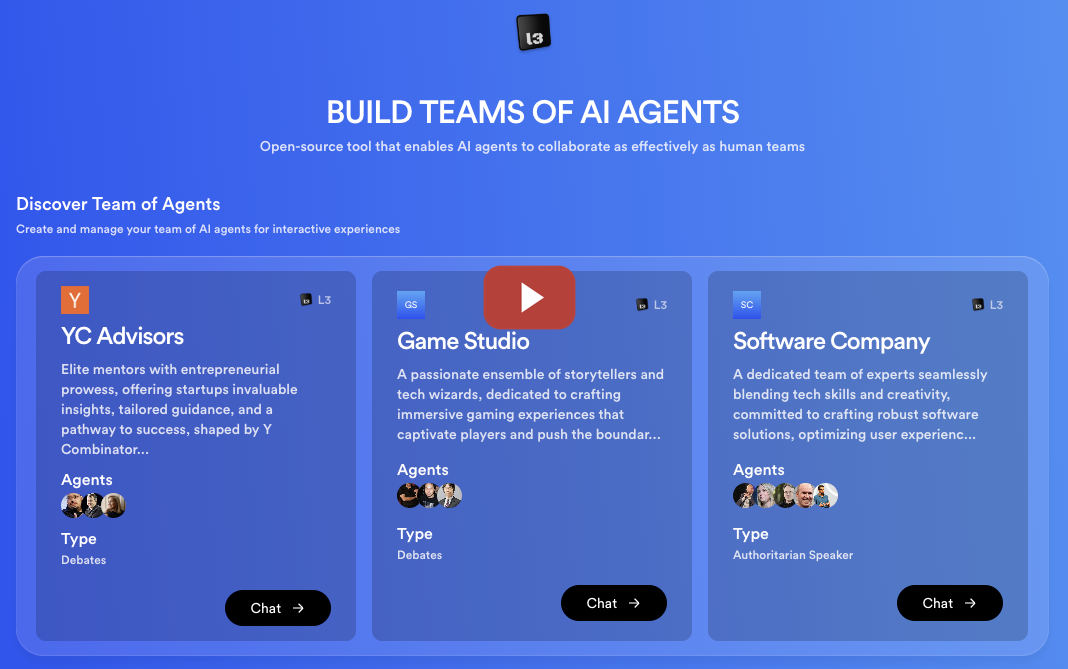 L3
BUILD TEAMS OF AI AGENTS
Open-source tool that enables AI agents to collaborate as effectively as human teams
Discover Team of Agents
Create and manage your team of AI agents for interactive experiences
Y
L3 L3
YC Advisors
Elite mentors with entrepreneurial
prowess, offering startups invaluable
insights, tailored guidance, and a
pathway to success, shaped by Y
Combinator...
Agents
Type
Debates
Chat →
GS
L3 L3
Game Studio
A passionate ensemble of storytellers and
tech wizards, dedicated to crafting
immersive gaming experiences that
captivate players and push the boundar...
Agents
Type
Debates
Chat →
SC
L3 L3
Software Company
A dedicated team of experts seamlessly
blending tech skills and creativity,
committed to crafting robust software
solutions, optimizing user experienc...
Agents
Type
Authoritarian Speaker
Chat →